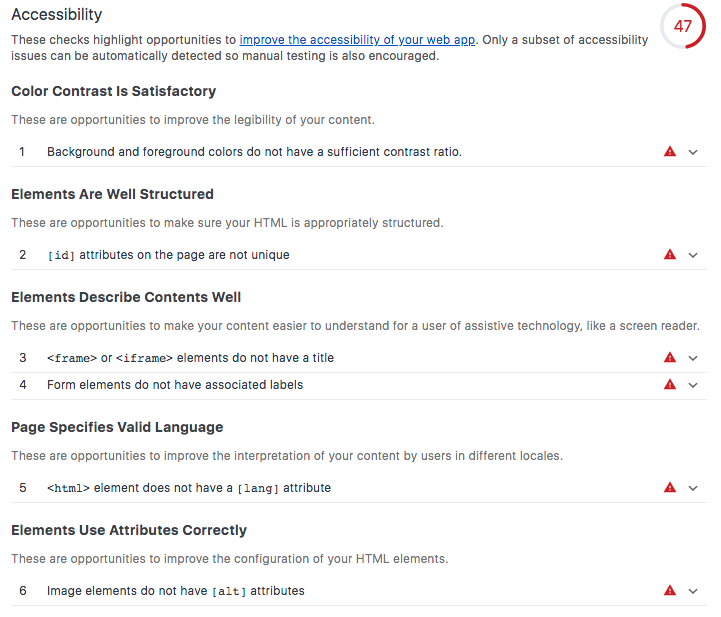 Accessibility
47
These checks highlight opportunities to improve the accessibility of your web app. Only a subset of accessibility
issues can be automatically detected so manual testing is also encouraged.
Color Contrast Is Satisfactory
These are opportunities to improve the legibility of your content.
1 Background and foreground colors do not have a sufficient contrast ratio.
Elements Are Well Structured
These are opportunities to make sure your HTML is appropriately structured.
2 [id] attributes on the page are not unique
Elements Describe Contents Well
These are opportunities to make your content easier to understand for a user of assistive technology, like a screen reader.
3 <frame> or <iframe> elements do not have a title
4 Form elements do not have associated labels
Page Specifies Valid Language
These are opportunities to improve the interpretation of your content by users in different locales.
5 <html> element does not have a [lang] attribute
Elements Use Attributes Correctly
These are opportunities to improve the configuration of your HTML elements.
6 Image elements do not have [alt] attributes